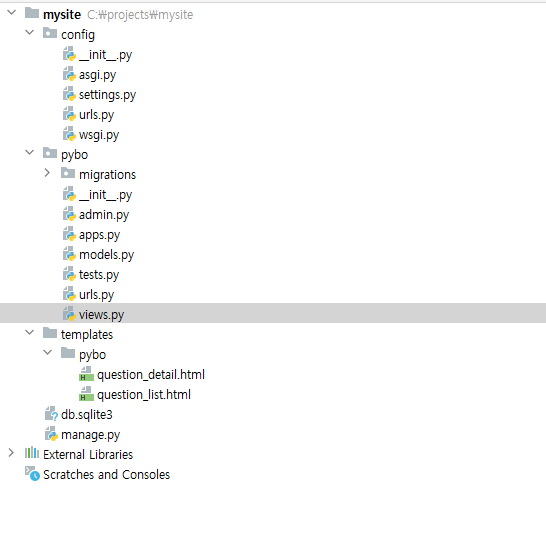 mysite C:₩projects₩mysite
config
__init__.py
asgi.py
settings.py
urls.py
wsgi.py
pybo
migrations
__init__.py
admin.py
apps.py
models.py
tests.py
urls.py
views.py
templates
pybo
question_detail.html
question_list.html
db.sqlite3
manage.py
External Libraries
Scratches and Consoles